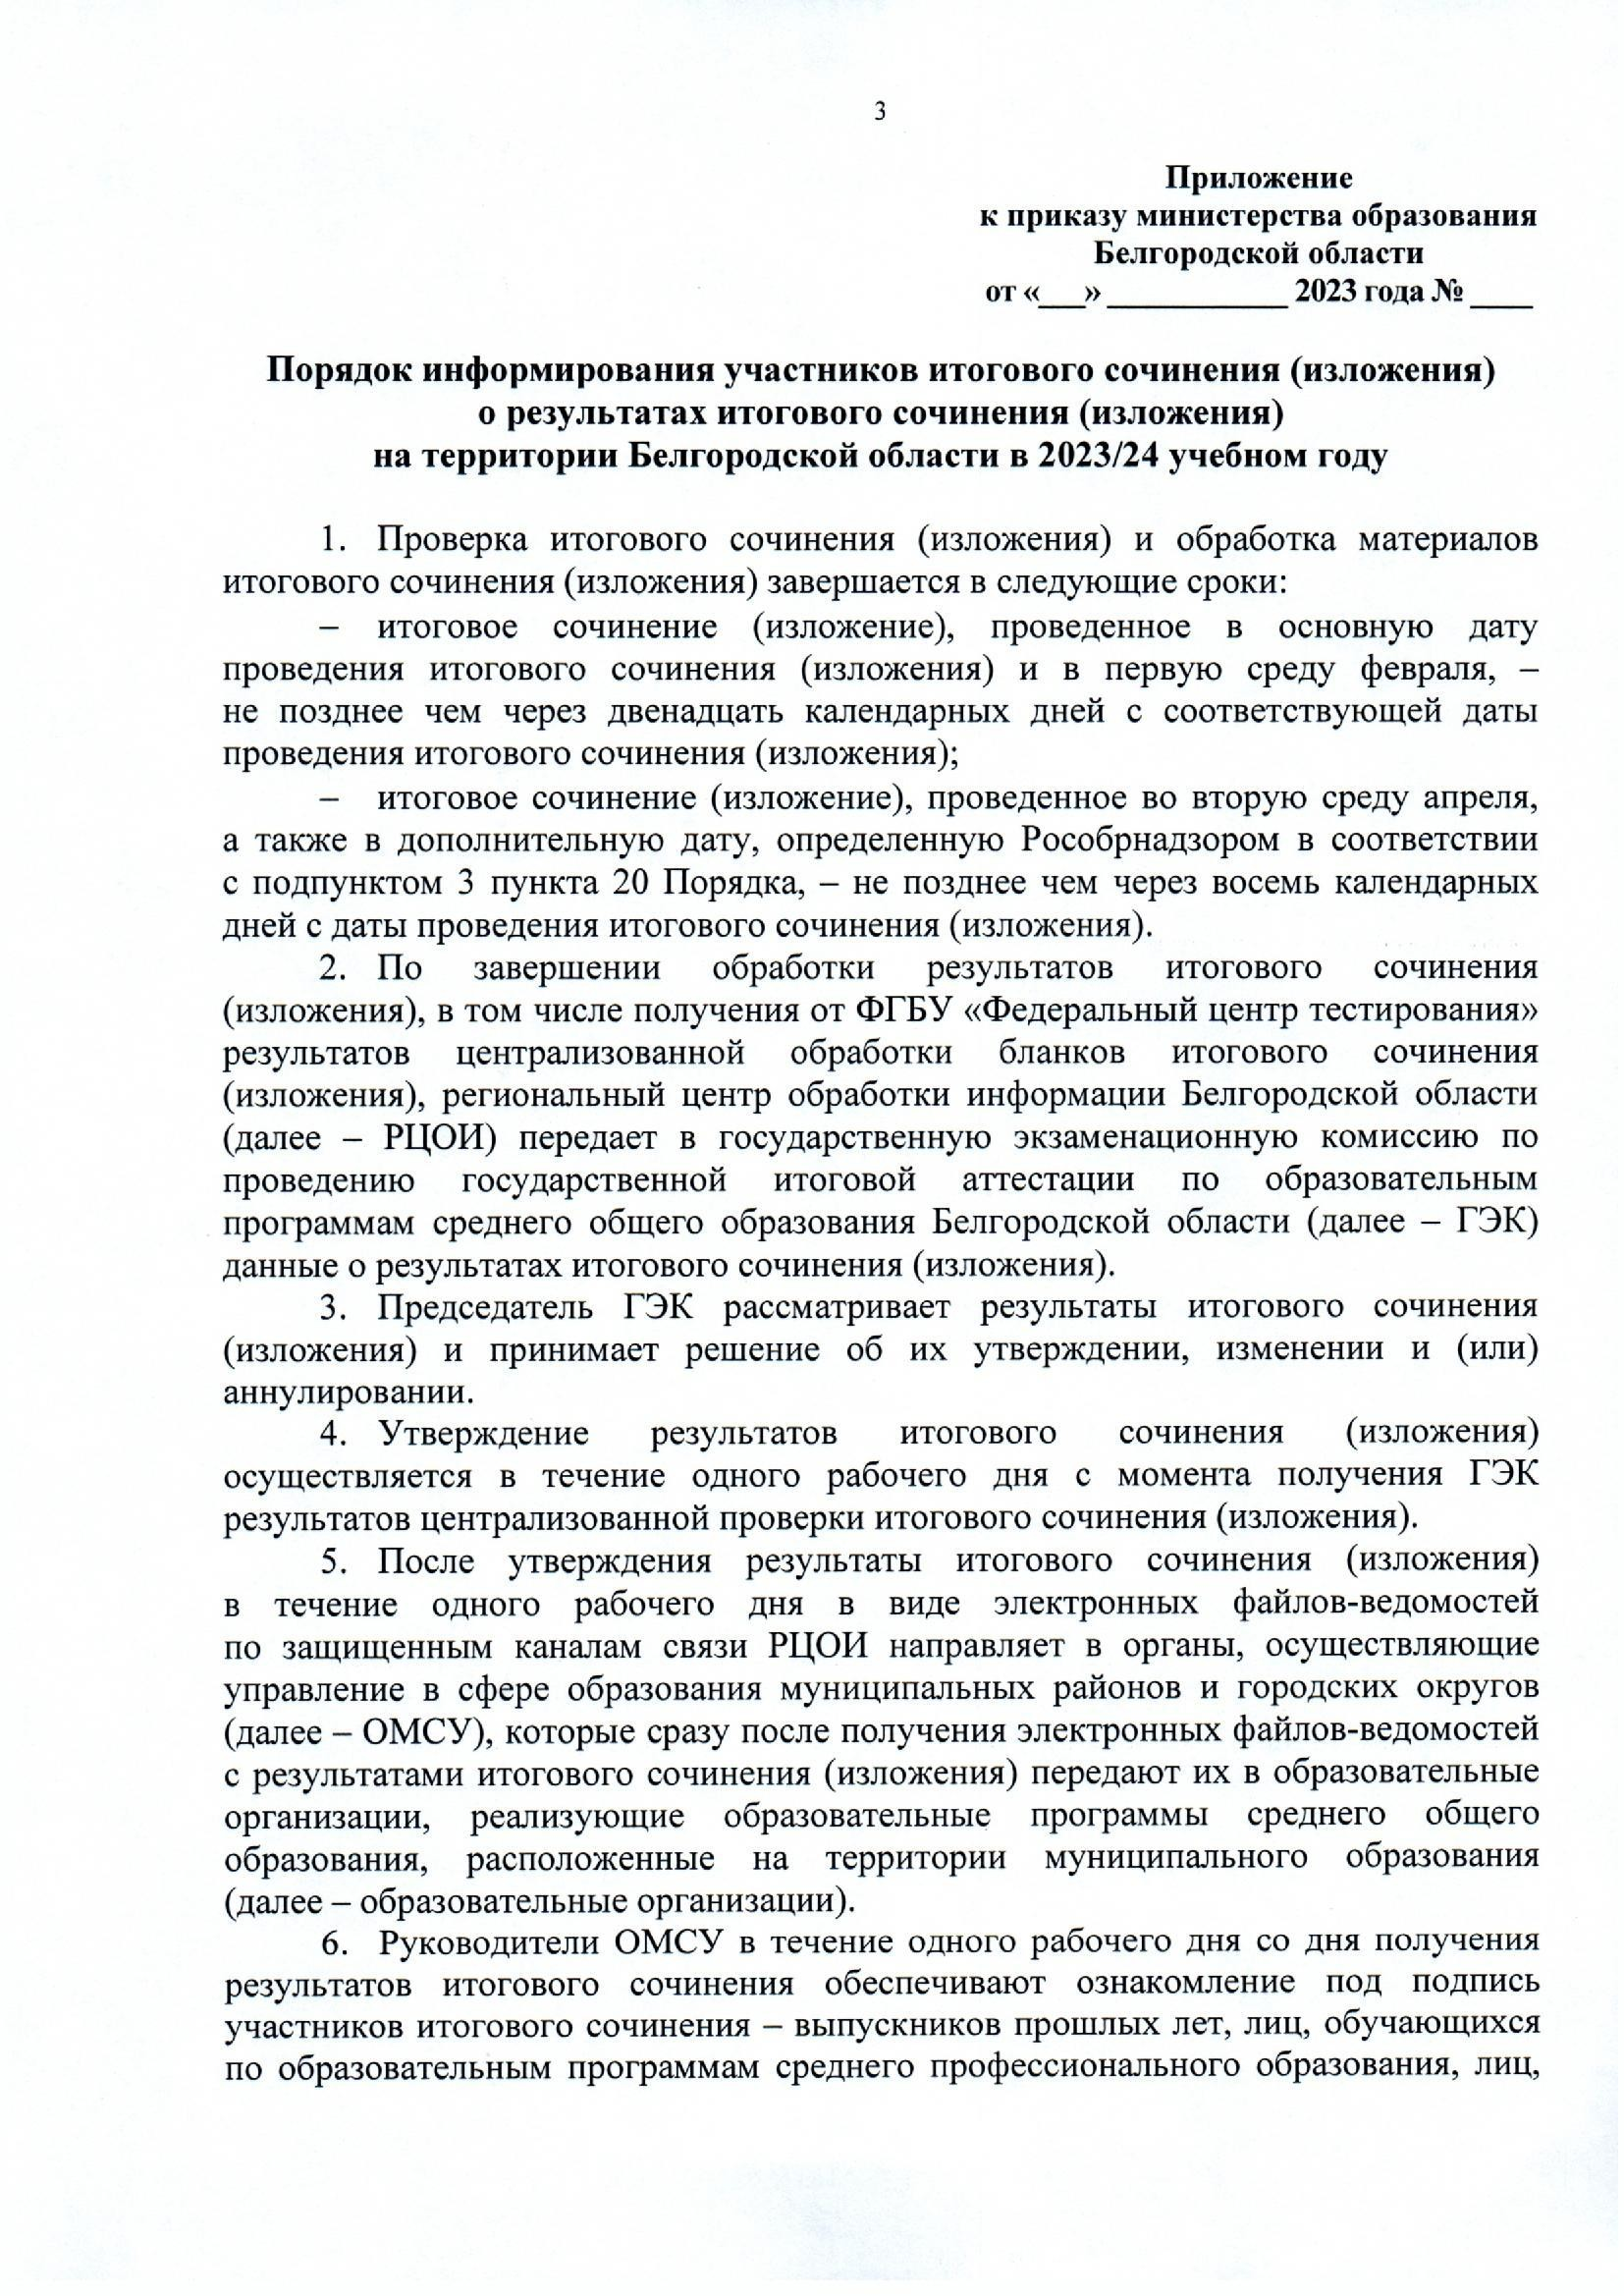 3
Приложение
к приказу министерства образования
Белгородской области
от «___» ____________ 2023 года № ____
Порядок информирования участников итогового сочинения (изложения)
о результатах итогового сочинения (изложения)
на территории Белгородской области в 2023/24 учебном году
1. Проверка итогового сочинения (изложения) и обработка материалов
итогового сочинения (изложения) завершается в следующие сроки:
– итоговое сочинение (изложение), проведенное в основную дату
проведения итогового сочинения (изложения) и в первую среду февраля, –
не позднее чем через двенадцать календарных дней с соответствующей даты
проведения итогового сочинения (изложения);
– итоговое сочинение (изложение), проведенное во вторую среду апреля,
а также в дополнительную дату, определенную Рособрнадзором в соответствии
с подпунктом 3 пункта 20 Порядка, – не позднее чем через восемь календарных
дней с даты проведения итогового сочинения (изложения).
2. По завершении обработки результатов итогового сочинения
(изложения), в том числе получения от ФГБУ «Федеральный центр тестирования»
результатов централизованной обработки бланков итогового сочинения
(изложения), региональный центр обработки информации Белгородской области
(далее – РЦОИ) передает в государственную экзаменационную комиссию по
проведению государственной итоговой аттестации по образовательным
программам среднего общего образования Белгородской области (далее – ГЭК)
данные о результатах итогового сочинения (изложения).
3. Председатель ГЭК рассматривает результаты итогового сочинения
(изложения) и принимает решение об их утверждении, изменении и (или)
аннулировании.
4. Утверждение результатов итогового сочинения (изложения)
осуществляется в течение одного рабочего дня с момента получения ГЭК
результатов централизованной проверки итогового сочинения (изложения).
5. После утверждения результаты итогового сочинения (изложения)
в течение одного рабочего дня в виде электронных файлов-ведомостей
по защищенным каналам связи РЦОИ направляет в органы, осуществляющие
управление в сфере образования муниципальных районов и городских округов
(далее – ОМСУ), которые сразу после получения электронных файлов-ведомостей
с результатами итогового сочинения (изложения) передают их в образовательные
организации, реализующие образовательные программы среднего общего
образования, расположенные на территории муниципального образования
(далее – образовательные организации).
6. Руководители ОМСУ в течение одного рабочего дня со дня получения
результатов итогового сочинения обеспечивают ознакомление под подпись
участников итогового сочинения – выпускников прошлых лет, лиц, обучающихся
по образовательным программам среднего профессионального образования, лиц,